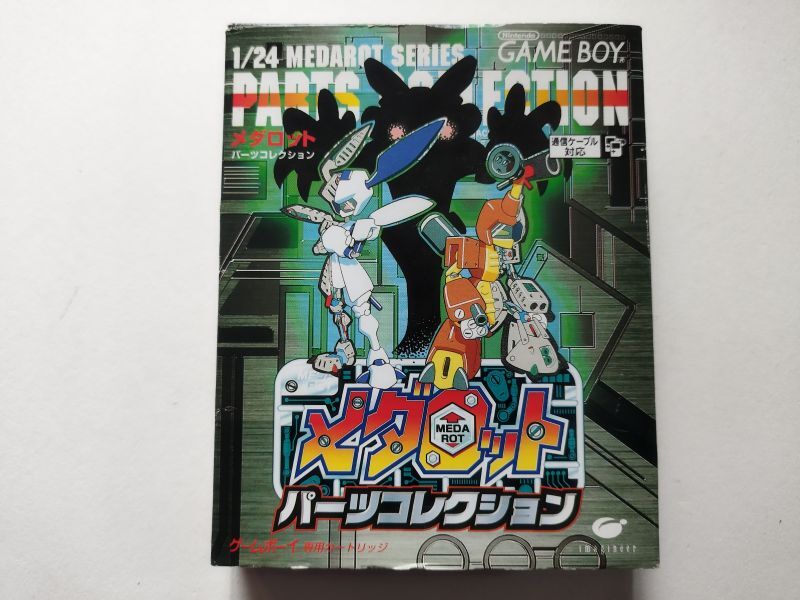 1/24 MEDAROT SERIES
PARTS COLLECTION
メダロット
パーツコレクション
Nintendo
GAME BOY
通信ケーブル
対応
メダロット
MEDA
ROT
パーツコレクション
ゲームボーイ専用カートリッジ
imagineer